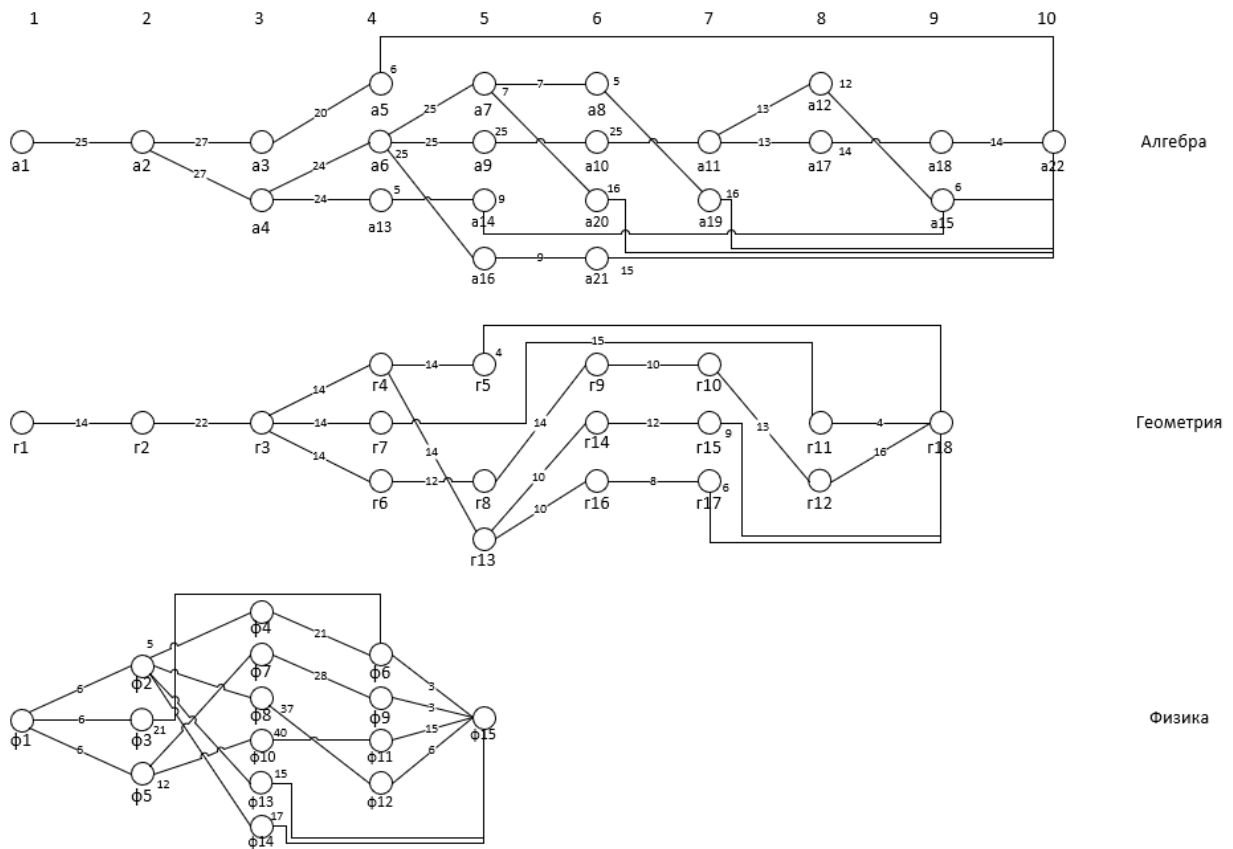 1 2 3 4 5 6 7 8 9 10
6 7 5 12
20 25 7 13
а5 а7 а8 а12
25 27 25 25 25 13 14
а1 а2 а3 а6 а9 а10 а11 а17 14 а18 а22 Алгебра
27 24 25
24 5 9 16 16 6
а4 а13 а14 а20 а19 а15
9 15
а16 а21
15
14 4 10
г4 г5 г9 г10
14
14 22 14 14 13 4
г1 г2 г3 г7 14 14 г14 12 г15 9 г11 г18 Геометрия
14 16
12 10 8 6
г6 г8 г16 г17 г12
10
г13
5 ф4 21
6 ф2 ф7 28 ф6 3
6 ф8 37 ф9 3
ф1 ф3 21 15 ф15 Физика
6 40
12 ф10 ф11 6
ф5 15
ф13 ф12
17
ф14